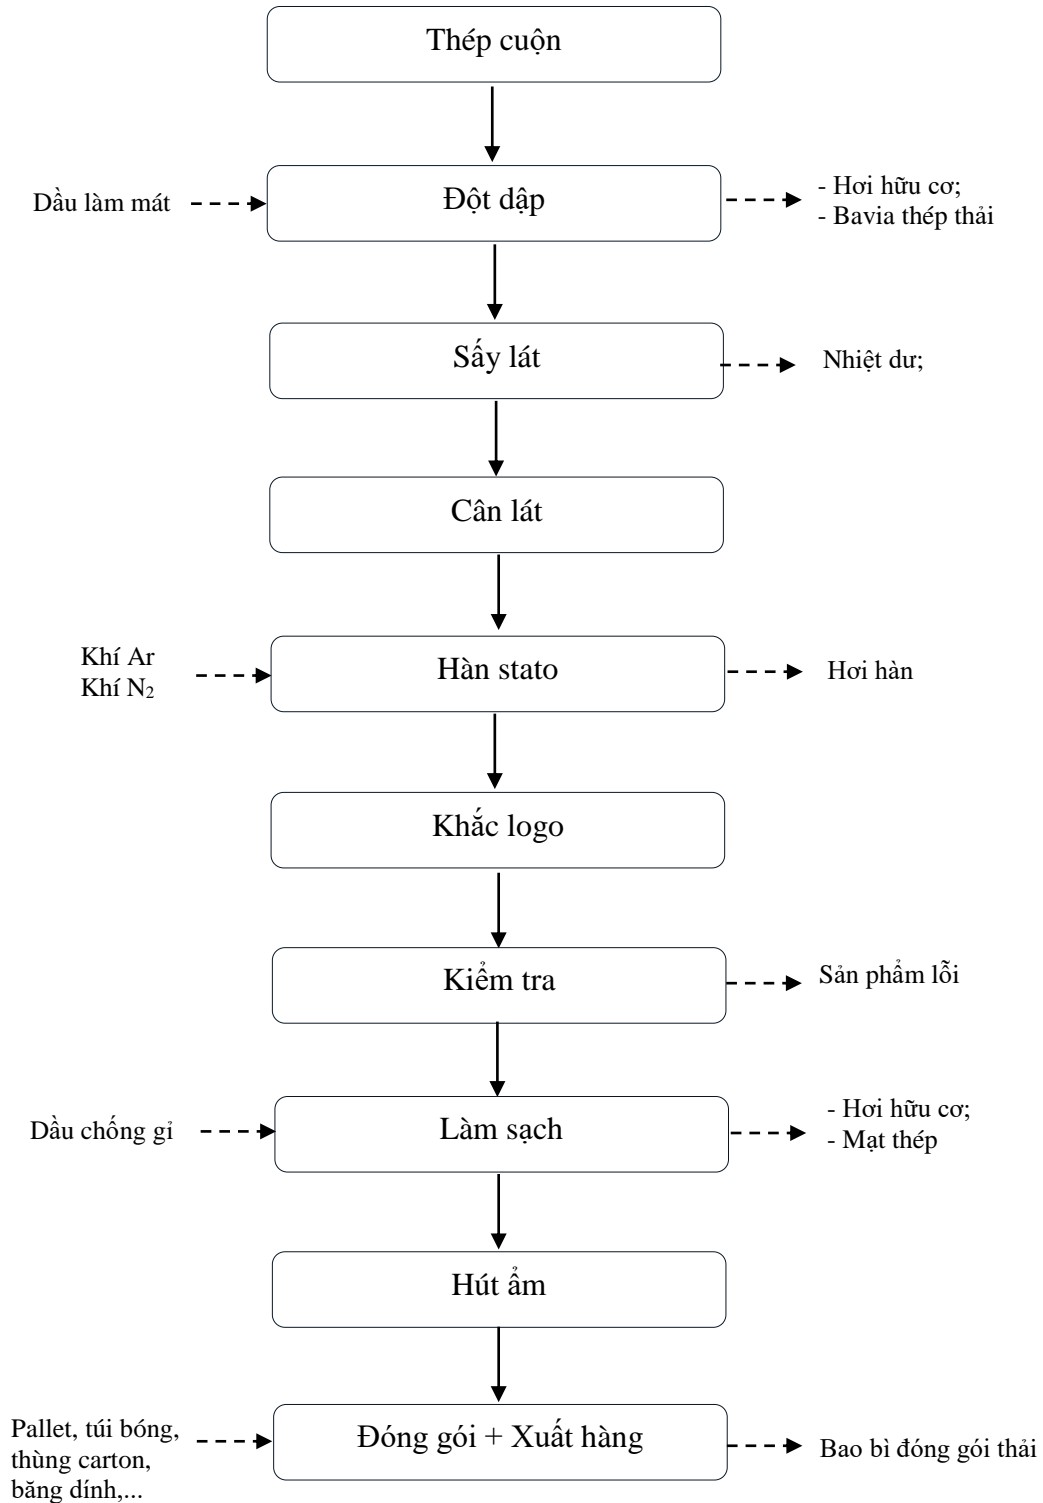 Thép cuộn
Dầu làm mát
Đột dập
- Hơi hữu cơ;
- Bavia thép thải
Sấy lát
Nhiệt dư;
Cân lát
Khí Ar
Khí N₂
Hàn stato
Hơi hàn
Khắc logo
Kiểm tra
Sản phẩm lỗi
Dầu chống gỉ
Làm sạch
- Hơi hữu cơ;
- Mạt thép
Hút ẩm
Pallet, túi bóng,
thùng carton,
băng dính,...
Đóng gói + Xuất hàng
Bao bì đóng gói thải